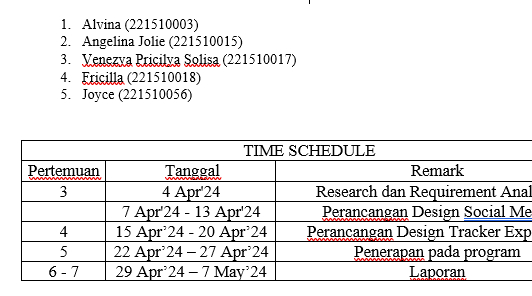 1. Alvina (221510003)
2. Angelina Jolie (221510015)
3. Venezya Pricilya Solisa (221510017)
4. Fricilla (221510018)
5. Joyce (221510056)
TIME SCHEDULE
Pertemuan Tanggal Remark
3 4 Apr'24 Research dan Requirement Anal
7 Apr'24 - 13 Apr'24 Perancangan Design Social Me
4 15 Apr’24 - 20 Apr’24 Perancangan Design Tracker Exp
5 22 Apr’24 – 27 Apr’24 Penerapan pada program
6 - 7 29 Apr’24 – 7 May’24 Laporan